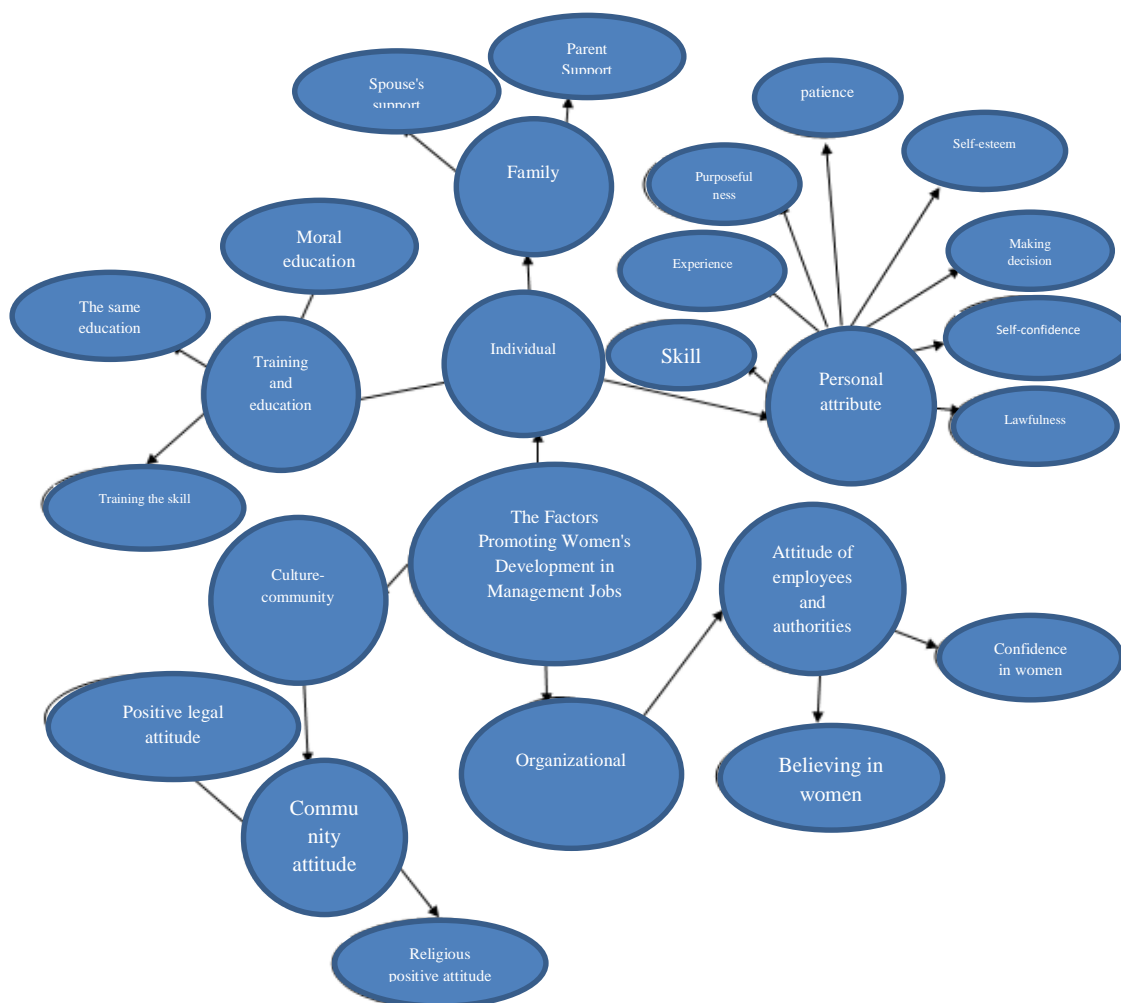 Parent
Support
Spouse's
support
patience
Self-esteem
Family
Purposeful
ness
Moral
education
Making
decision
Experience
The same
education
Self-confidence
Individual
Skill
Training
and
education
Personal
attribute
Lawfulness
Training the skill
The Factors
Promoting Women's
Development in
Management Jobs
Attitude of
employees
and
authorities
Culture-
community
Confidence
in women
Positive legal
attitude
Organizational
Believing in
women
Commu
nity
attitude
Religious
positive attitude